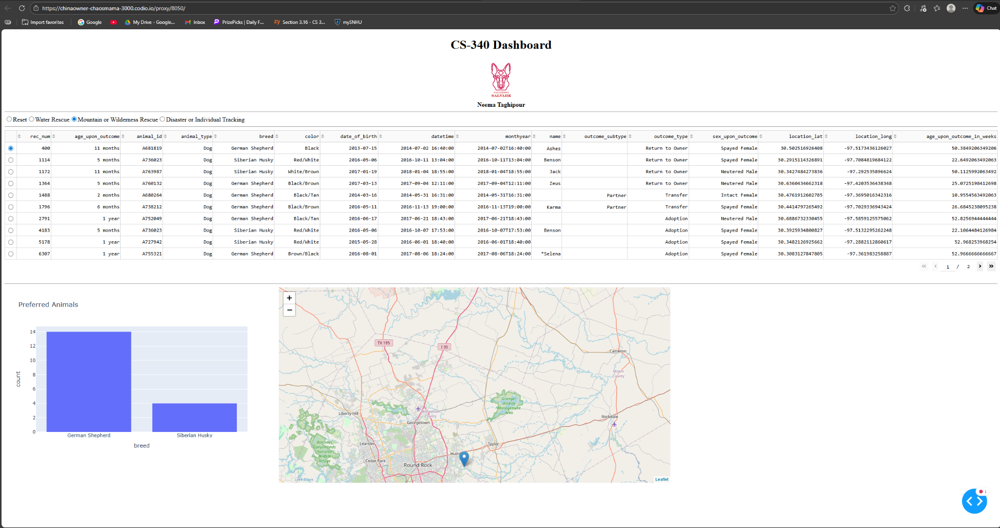 https://chinaowner-chaosmama-3000.codio.io/proxy/8050/
Chat
Import favorites Google My Drive - Google... Inbox PrizePicks | Daily F... zy Section 3.16 - CS 3... mySNHU
CS-340 Dashboard
GRAZIOSO
SALVARE
Neema Taghipour
Reset Water Rescue Mountain or Wilderness Rescue Disaster or Individual Tracking
rec_num age_upon_outcome animal_id animal_type breed color date_of_birth datetime monthyear name outcome_subtype outcome_type sex_upon_outcome location_lat location_long age_upon_outcome_in_weeks
400 11 months A681819 Dog German Shepherd Black 2013-07-15 2014-07-02 16:40:00 2014-07-02T16:40:00 Ashes Return to Owner Spayed Female 30.502516926408 -97.5173436126027 50.3849206349206
1114 5 months A736023 Dog Siberian Husky Red/White 2016-05-06 2016-10-11 13:04:00 2016-10-11T13:04:00 Benson Return to Owner Spayed Female 30.2915114326891 -97.7084819684122 22.6492063492063
1172 11 months A763987 Dog Siberian Husky White/Brown 2017-01-19 2018-01-04 18:55:00 2018-01-04T18:55:00 Jack Return to Owner Neutered Male 30.3427484273836 -97.292535896624 50.1125992063492
1364 5 months A760132 Dog German Shepherd Black/Brown 2017-03-13 2017-09-04 12:11:00 2017-09-04T12:11:00 Zeus Return to Owner Neutered Male 30.6360434662318 -97.4203536438348 25.0725198412698
1488 2 months A680264 Dog German Shepherd Black/Tan 2014-03-16 2014-05-31 16:31:00 2014-05-31T16:31:00 Partner Transfer Intact Female 30.4761912602785 -97.3695016342316 10.9554563492063
1796 6 months A738212 Dog German Shepherd Black/Brown 2016-05-11 2016-11-13 19:00:00 2016-11-13T19:00:00 Karma Partner Transfer Spayed Female 30.4414797265492 -97.7029336943424 26.6845238095238
2791 1 year A752049 Dog German Shepherd Black/Tan 2016-06-17 2017-06-21 18:43:00 2017-06-21T18:43:00 Adoption Neutered Male 30.6886732330455 -97.5859125575062 52.8256944444444
4183 5 months A736023 Dog Siberian Husky Red/White 2016-05-06 2016-10-07 17:53:00 2016-10-07T17:53:00 Benson Adoption Spayed Female 30.3925934800827 -97.5132295262248 22.1064484126984
5178 1 year A727942 Dog Siberian Husky Red/White 2015-05-28 2016-06-01 18:40:00 2016-06-01T18:40:00 Adoption Spayed Female 30.3482126925662 -97.2882112860617 52.968253968254
6307 1 year A755321 Dog German Shepherd Brown/Black 2016-08-01 2017-08-06 18:24:00 2017-08-06T18:24:00 *Selena Adoption Spayed Female 30.3083127847805 -97.361983258887 52.9666666666667
1 / 2
Preferred Animals
14
12
10
8
6
4
2
0
count
German Shepherd Siberian Husky
breed
+
−
TX 195
I 35
Cameron
Milam
County
Granger
Wildlife
Management
Area
Williamson
County
Liberty Hill
Georgetown
Rockdale
Leander
Balcones
Canyonlands
National
Wildlife
Refuge
Taylor
Hutto
Cedar Park
Round Rock
Lake Travis
Leaflet
1